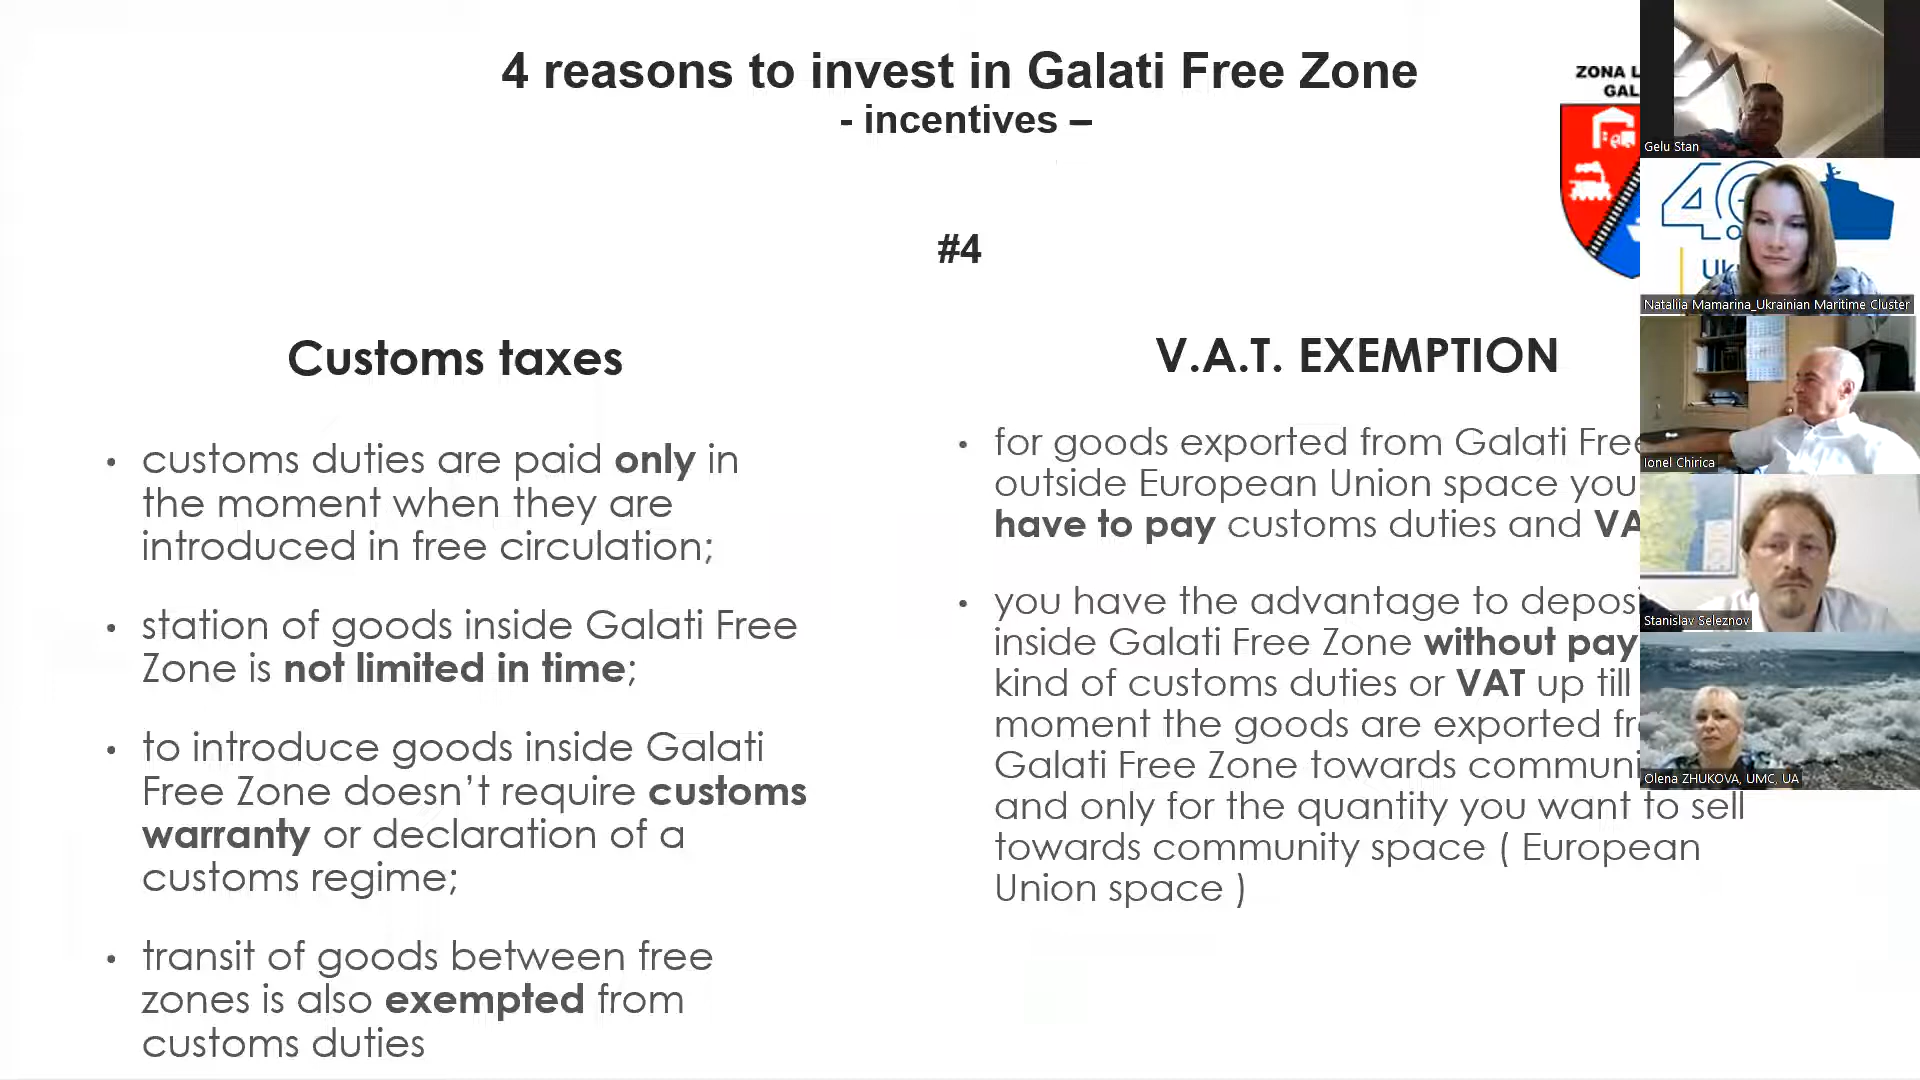 4 reasons to invest in Galati Free Zone
- incentives –
ZONA L
GAL
#4
Customs taxes
• customs duties are paid only in
the moment when they are
introduced in free circulation;
• station of goods inside Galati Free
Zone is not limited in time;
• to introduce goods inside Galati
Free Zone doesn’t require customs
warranty or declaration of a
customs regime;
• transit of goods between free
zones is also exempted from
customs duties
V.A.T. EXEMPTION
• for goods exported from Galati Free
outside European Union space you
have to pay customs duties and VA
• you have the advantage to depos
inside Galati Free Zone without pay
kind of customs duties or VAT up till
moment the goods are exported fr
Galati Free Zone towards communi
and only for the quantity you want to sell
towards community space ( European
Union space )
Gelu Stan
4.
Uk
Nataliia Mamarina_Ukrainian Maritime Cluster
Ionel Chirica
Stanislav Seleznov
Olena ZHUKOVA, UMC, UA